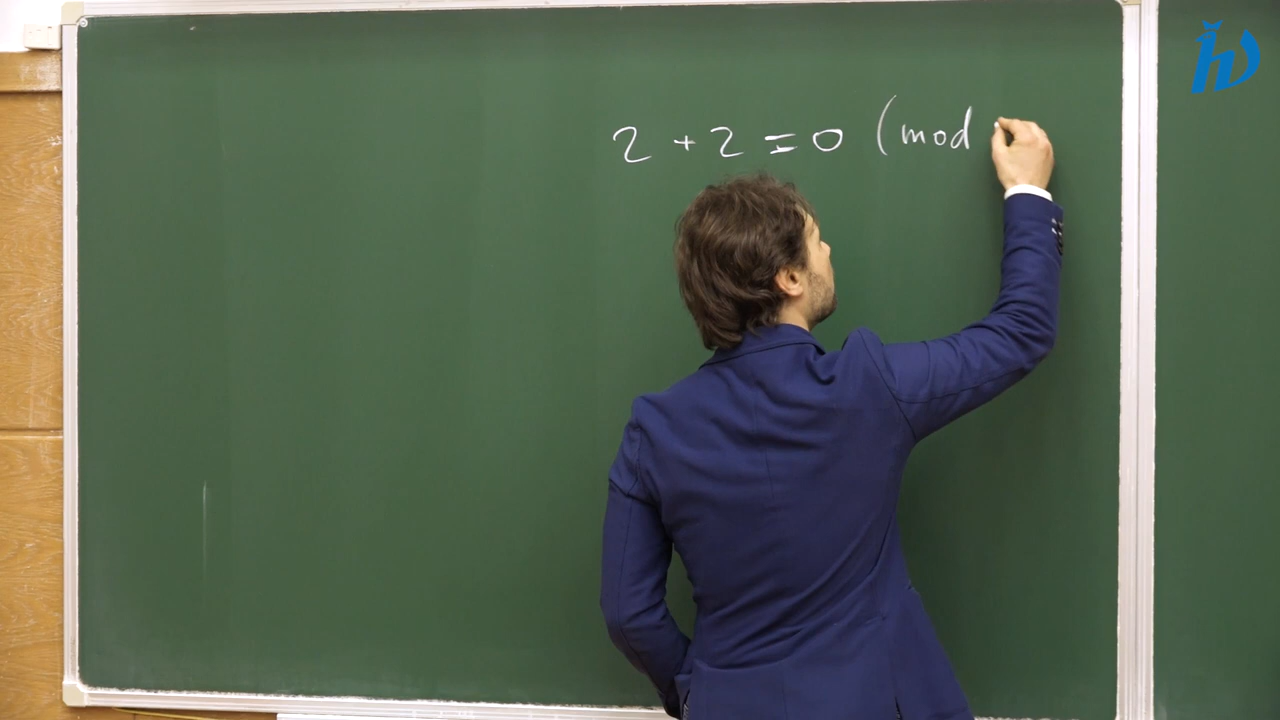 2 + 2 = 0 (mod